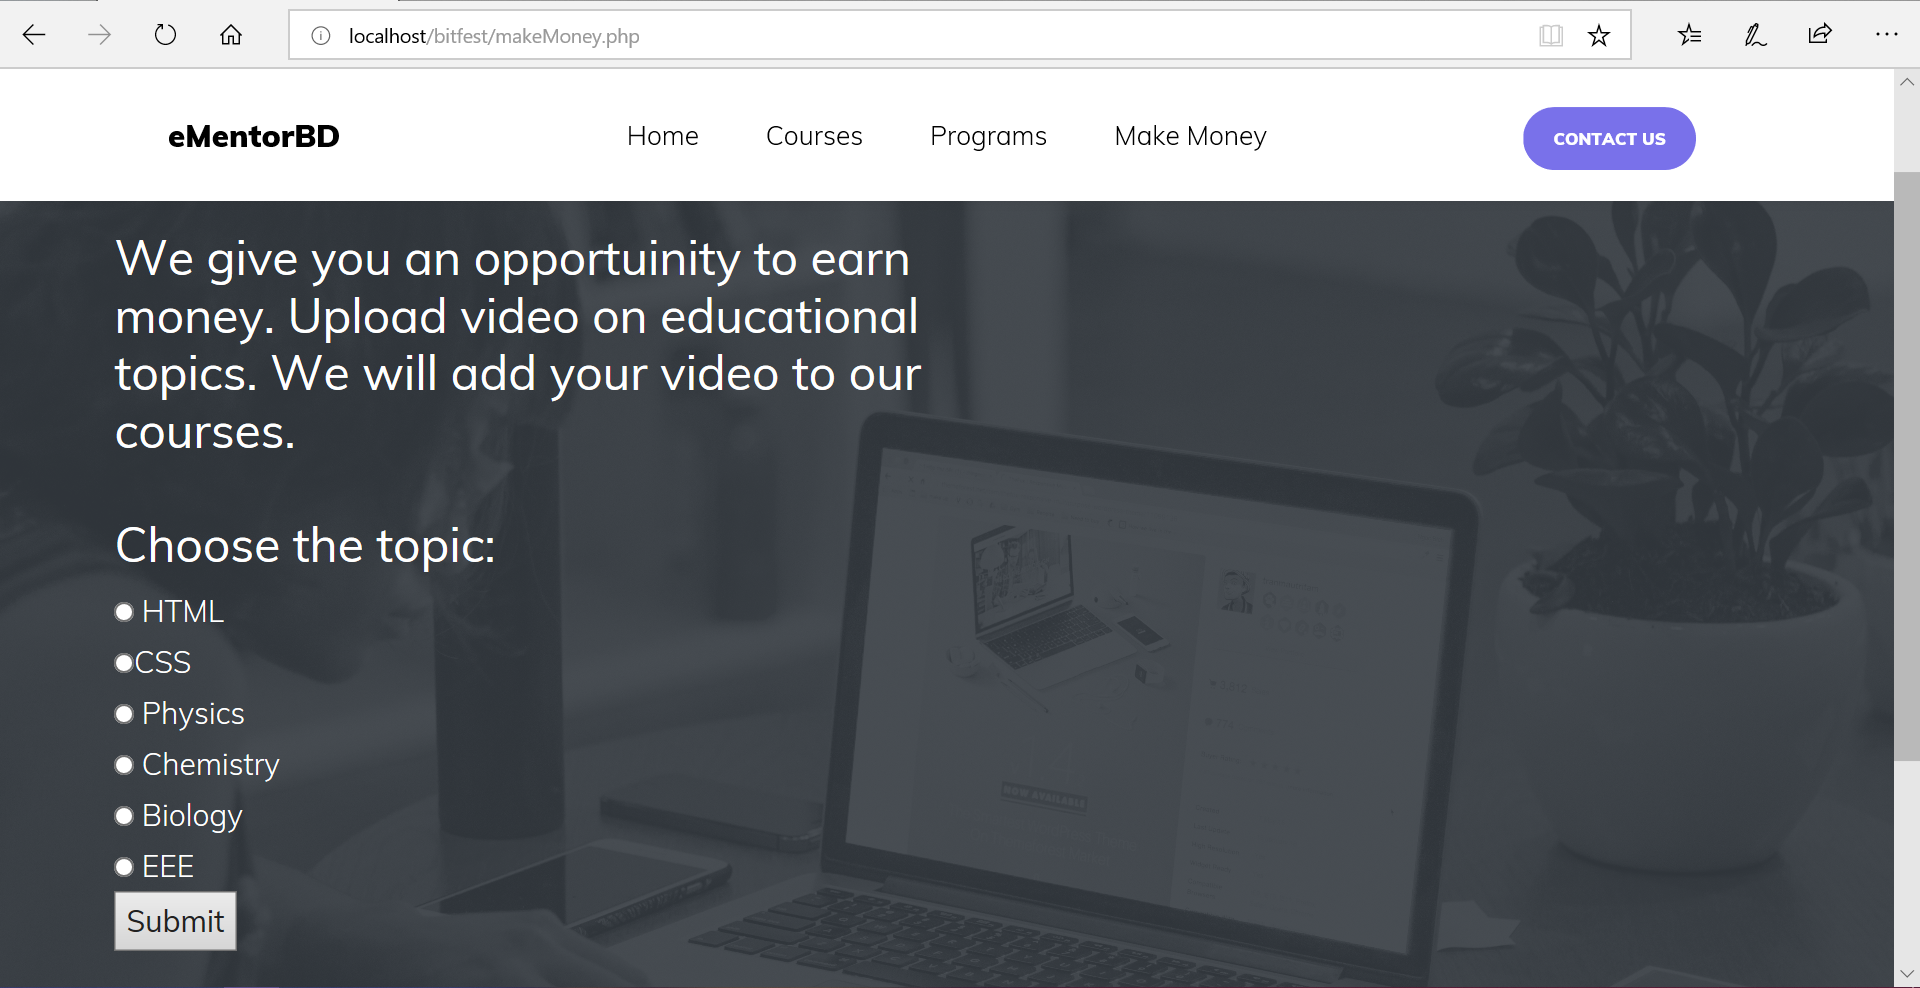 localhost/bitfest/makeMoney.php
eMentorBD
Home Courses Programs Make Money
CONTACT US
We give you an opportuinity to earn
money. Upload video on educational
topics. We will add your video to our
courses.
Choose the topic:
HTML
CSS
Physics
Chemistry
Biology
EEE
Submit
NOW AVAILABLE